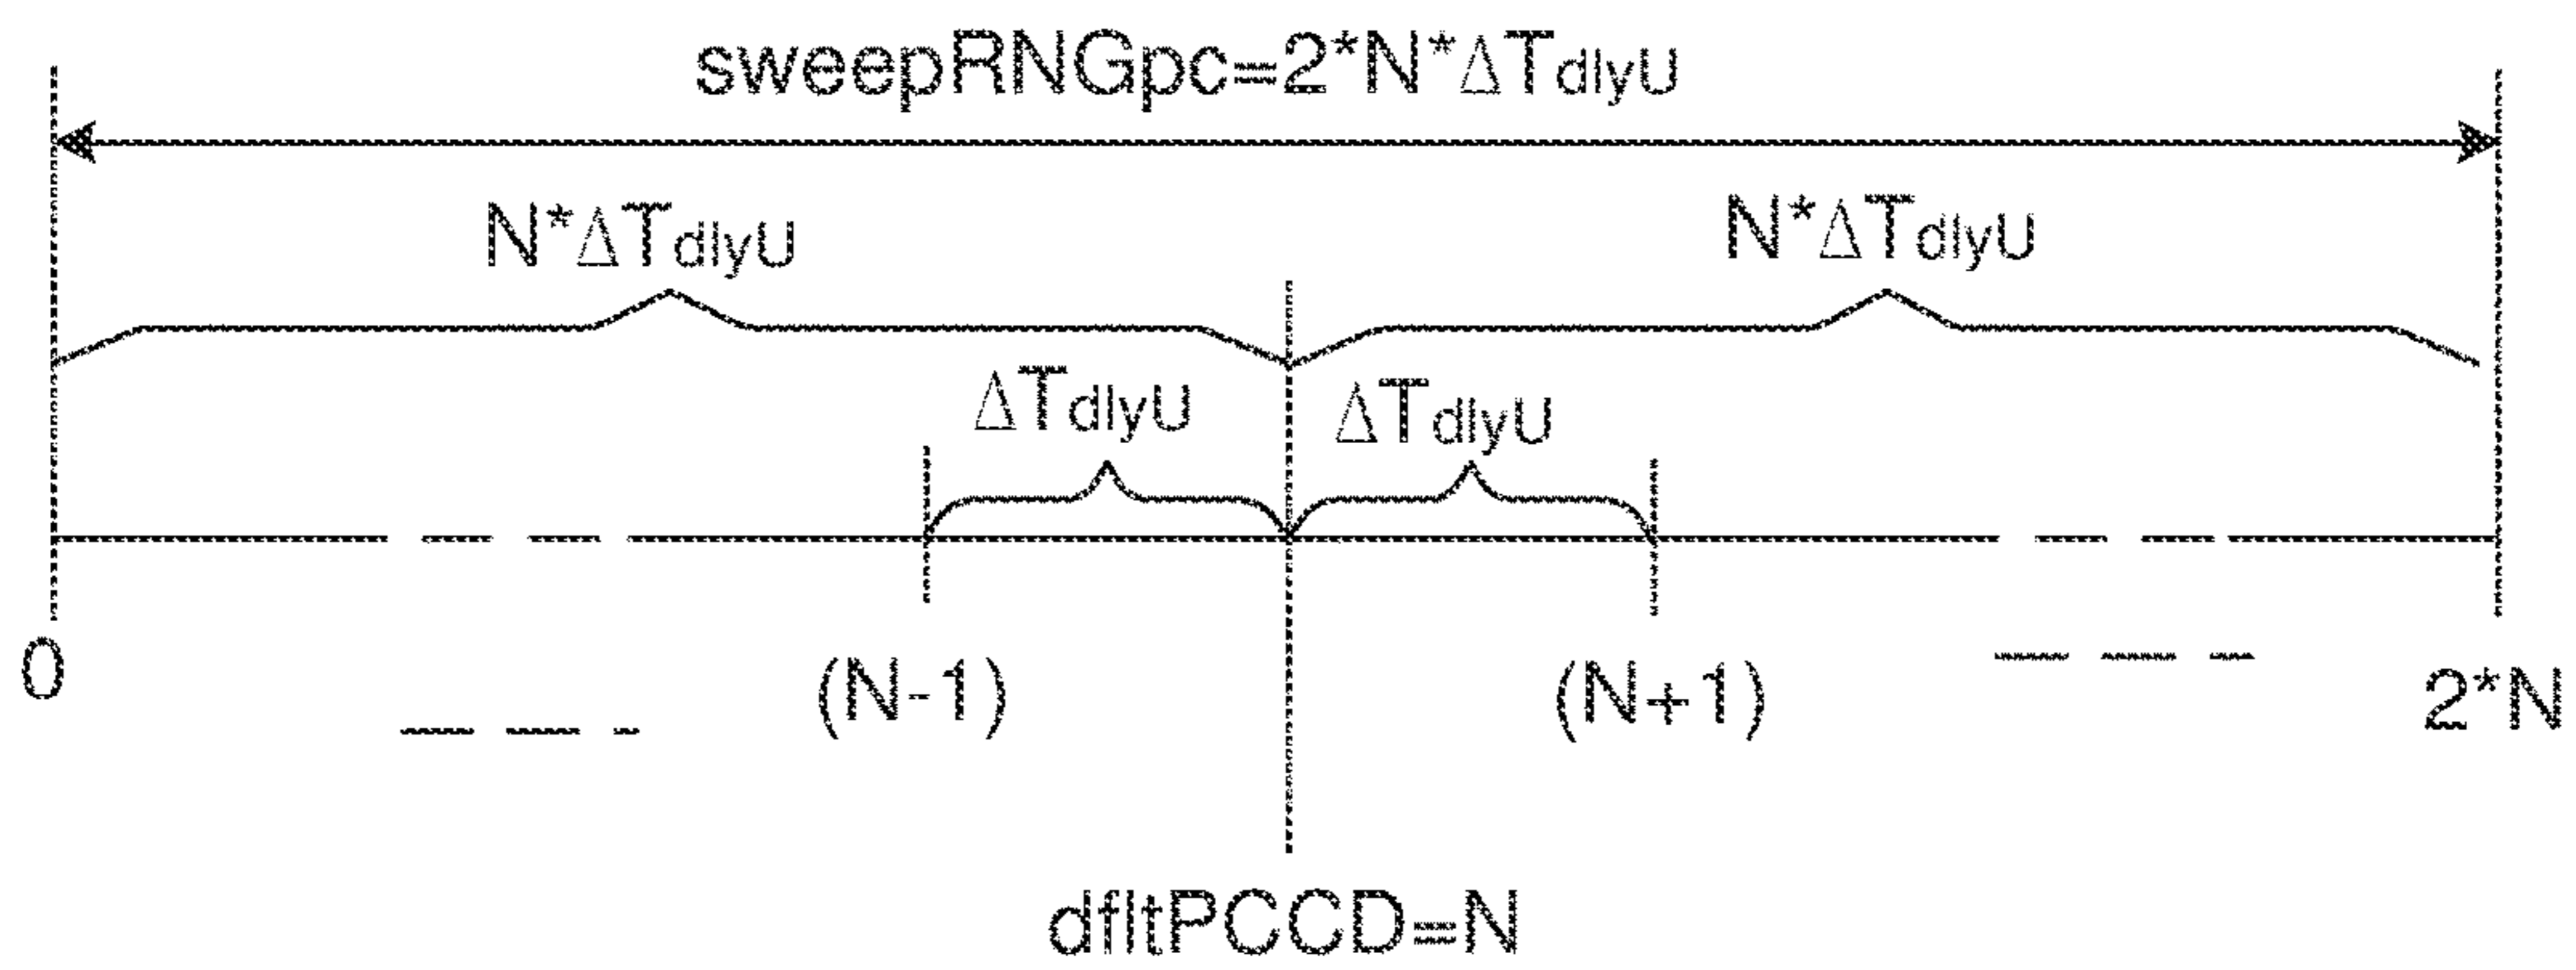 sweepRNGpc=2*N*ΔTdlyU
N*ΔTdlyU N*ΔTdlyU
ΔTdlyU ΔTdlyU
0 (N-1) (N+1) 2*N
dfltPCCD=N